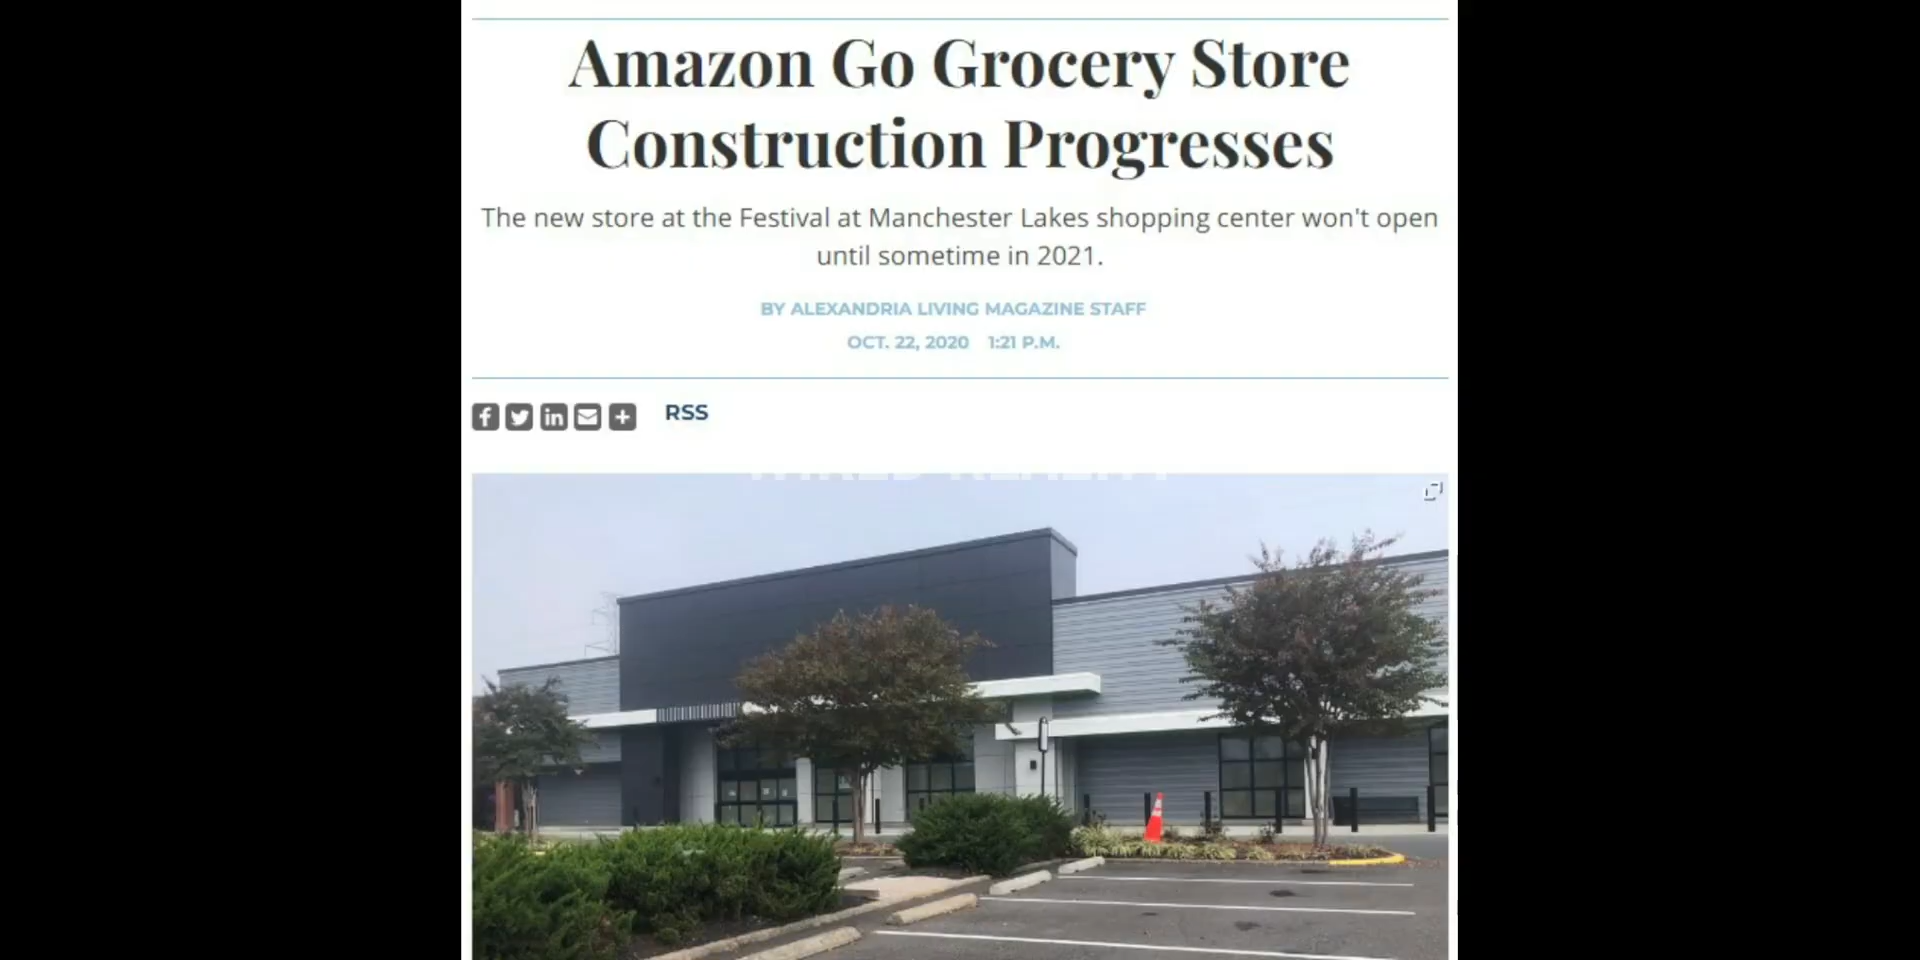 Amazon Go Grocery Store
Construction Progresses
The new store at the Festival at Manchester Lakes shopping center won't open
until sometime in 2021.
BY ALEXANDRIA LIVING MAGAZINE STAFF
OCT. 22, 2020 1:21 P.M.
RSS